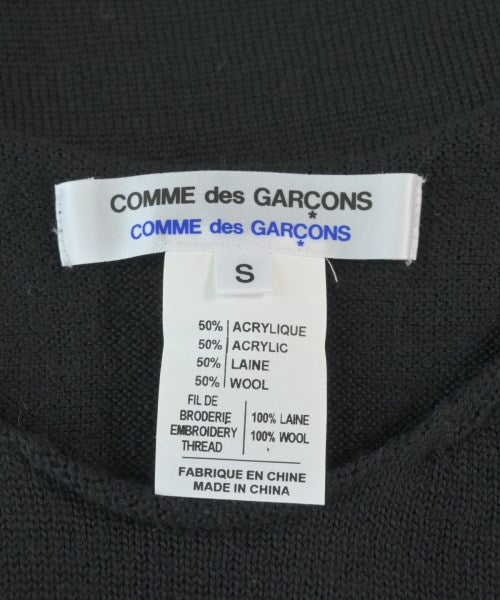 COMME des GARÇONS
COMME des GARÇONS
S
50% ACRYLIQUE
50% ACRYLIC
50% LAINE
50% WOOL
FIL DE
BRODERIE 100% LAINE
EMBROIDERY 100% WOOL
THREAD
FABRIQUE EN CHINE
MADE IN CHINA